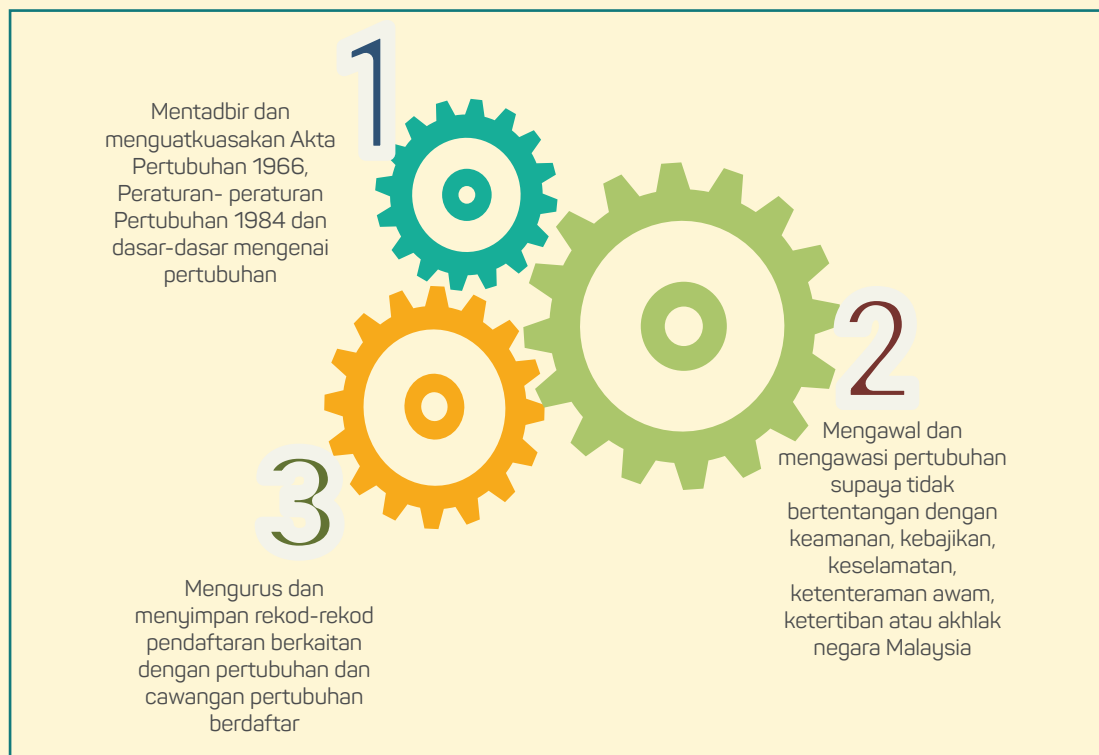 1
Mentadbir dan
menguatkuasakan Akta
Pertubuhan 1966,
Peraturan- peraturan
Pertubuhan 1984 dan
dasar-dasar mengenai
pertubuhan
2
Mengawal dan
mengawasi pertubuhan
supaya tidak
bertentangan dengan
keamanan, kebajikan,
keselamatan,
ketenteraman awam,
ketertiban atau akhlak
negara Malaysia
3
Mengurus dan
menyimpan rekod-rekod
pendaftaran berkaitan
dengan pertubuhan dan
cawangan pertubuhan
berdaftar